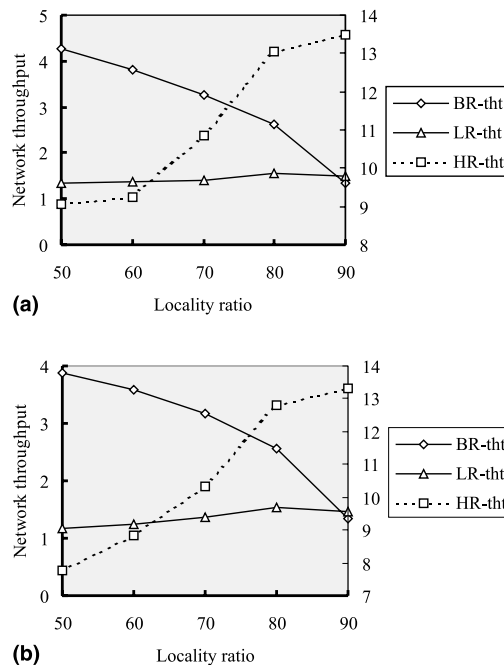 5
4
3
2
1
0
Network throughput
14
13
12
11
10
9
8
50 60 70 80 90
Locality ratio
BR-tht
LR-tht
HR-tht
(a)
4
3
2
1
0
Network throughput
14
13
12
11
10
9
8
7
50 60 70 80 90
Locality ratio
BR-tht
LR-tht
HR-tht
(b)